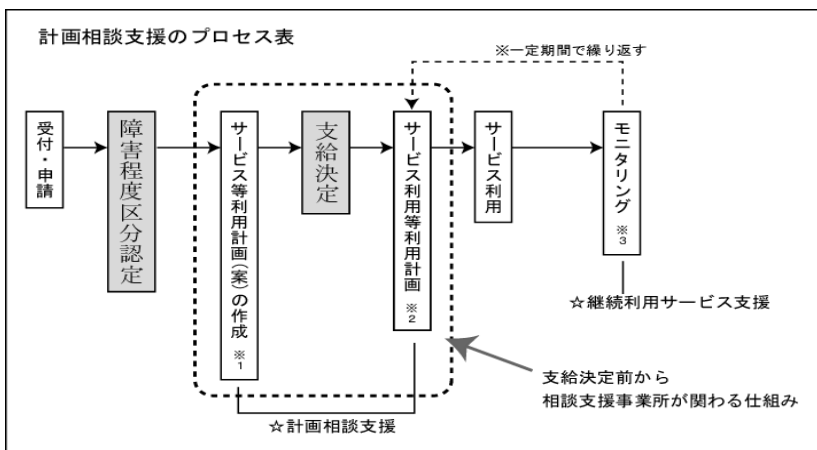 計画相談支援のプロセス表
※一定期間で繰り返す
受付・申請
障害程度区分認定
サービス等利用計画(案)の作成 ※1
支給決定
サービス利用等利用計画 ※2
サービス利用
モニタリング ※3
☆継続利用サービス支援
支給決定前から
相談支援事業所が関わる仕組み
☆計画相談支援